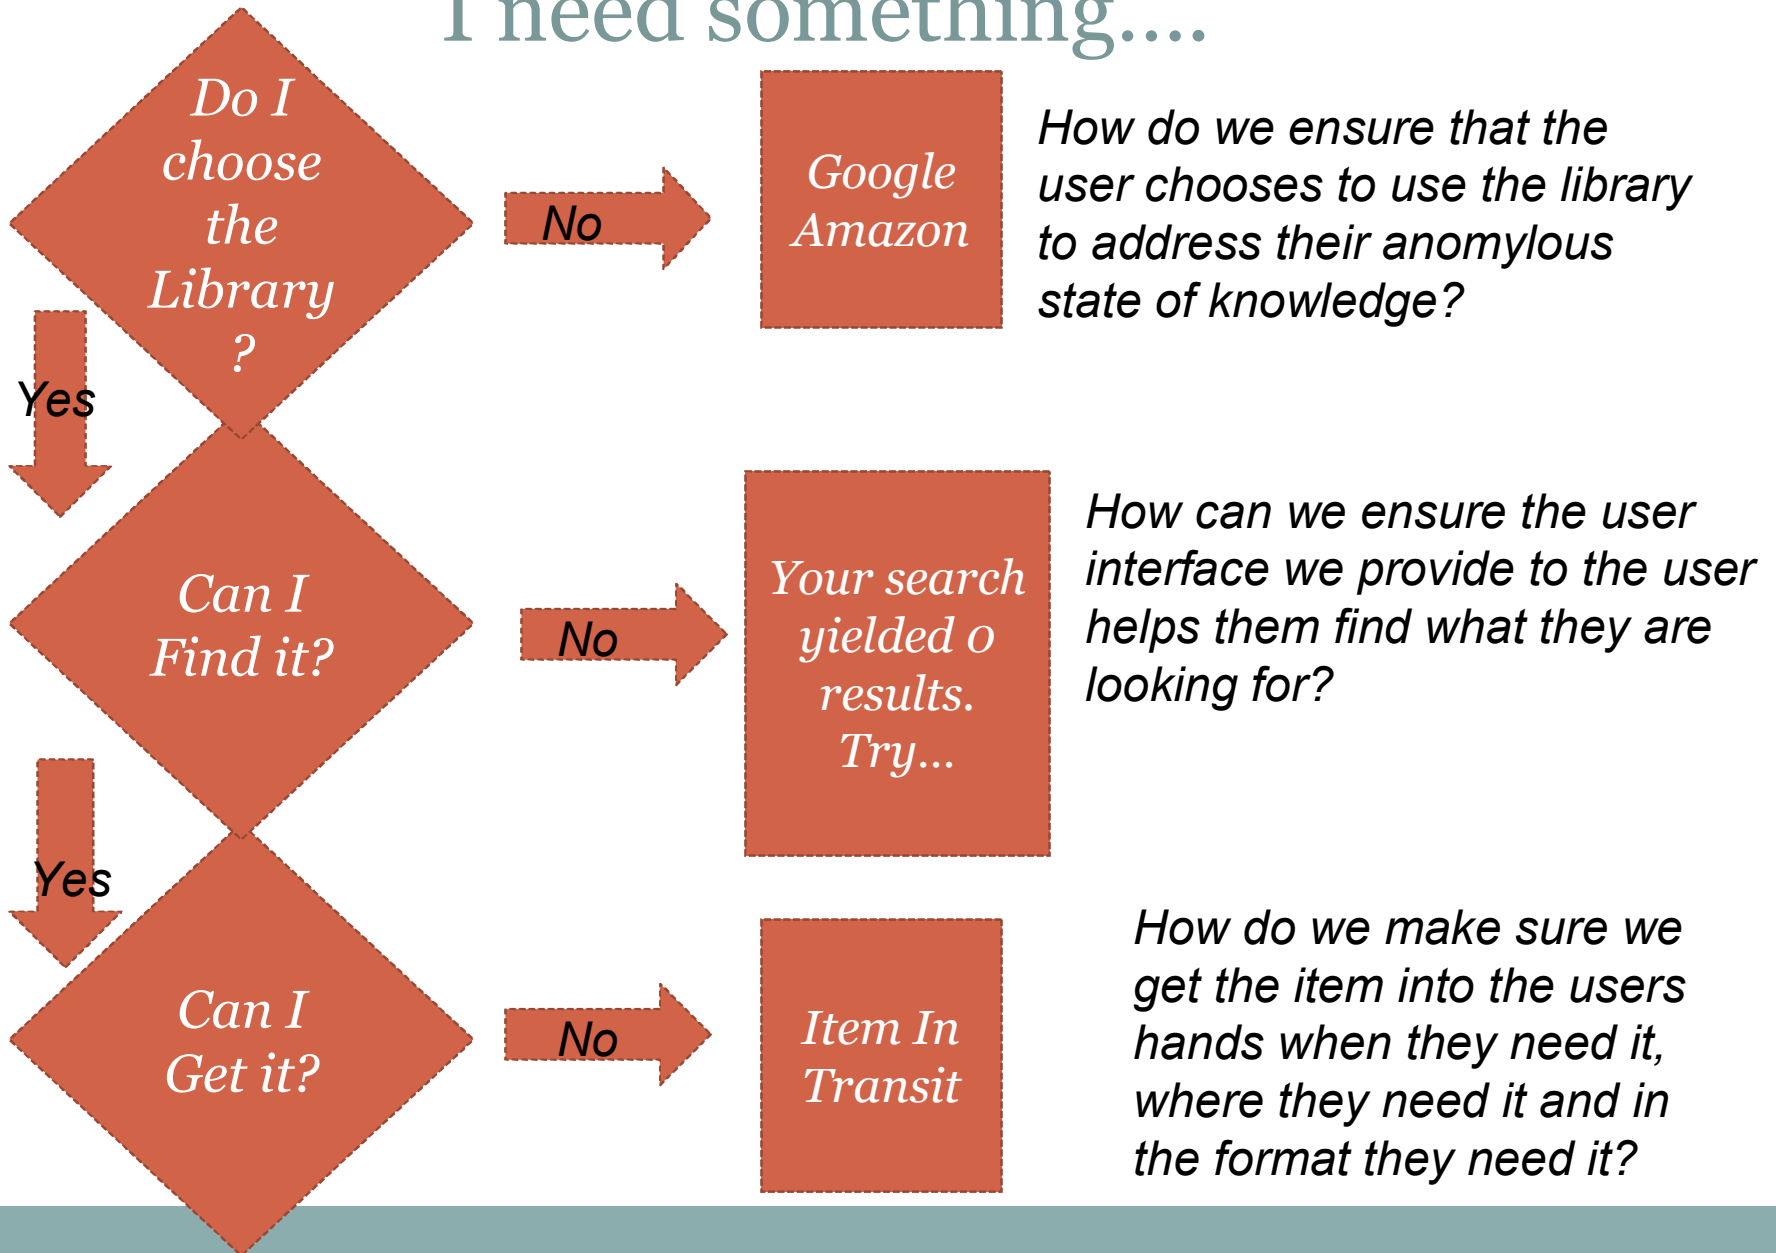 I need something....
Do I
choose
the
Library
?
No
Google
Amazon
How do we ensure that the
user chooses to use the library
to address their anomylous
state of knowledge?
Yes
Can I
Find it?
No
Your search
yielded 0
results.
Try...
How can we ensure the user
interface we provide to the user
helps them find what they are
looking for?
Yes
Can I
Get it?
No
Item In
Transit
How do we make sure we
get the item into the users
hands when they need it,
where they need it and in
the format they need it?